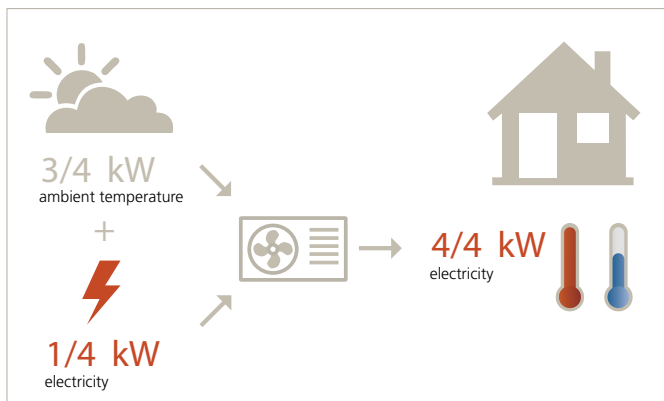 3/4 kW
ambient temperature
+
1/4 kW
electricity
4/4 kW
electricity